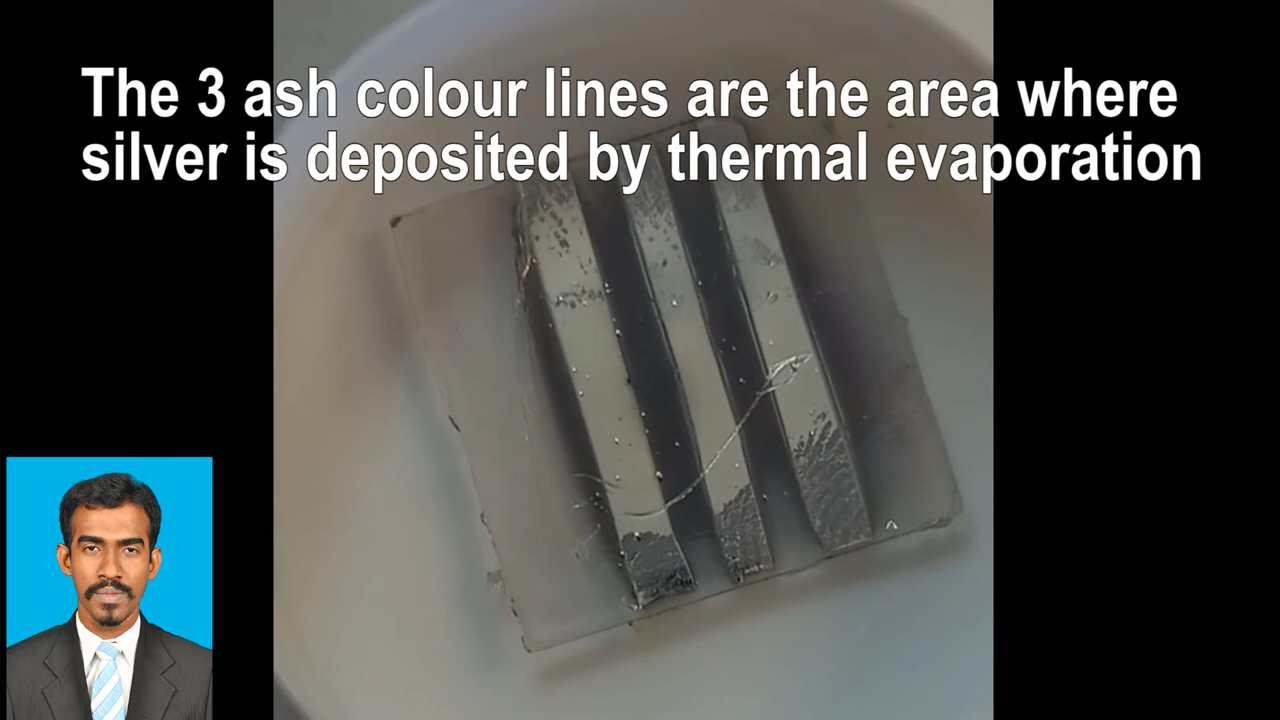 The 3 ash colour lines are the area where
silver is deposited by thermal evaporation